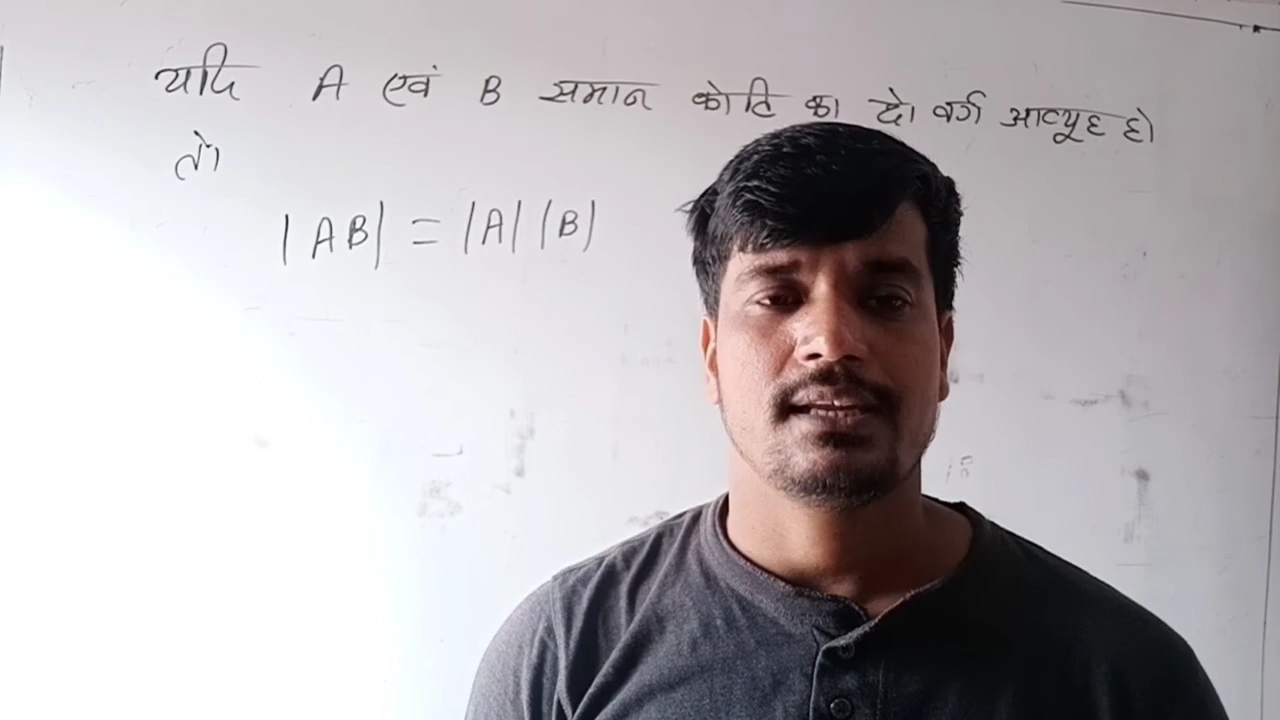 यदि A एवं B समान कोटि का दो वर्ग आव्यूह हो
तो
|AB| = |A| |B|